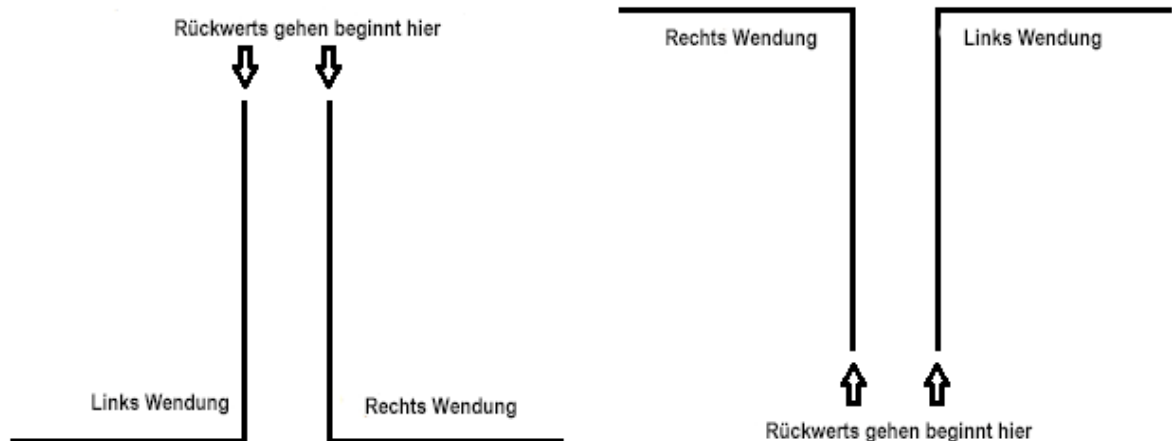 Rückwerts gehen beginnt hier
Links Wendung
Rechts Wendung
Rechts Wendung
Links Wendung
Rückwerts gehen beginnt hier